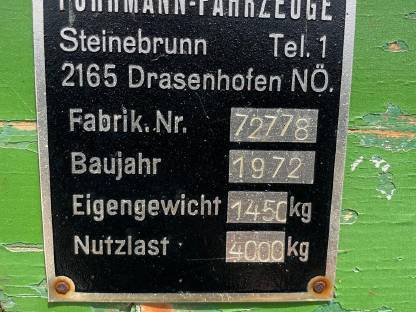 FUHRMANN-FAHRZEUGE
Steinebrunn Tel. 1
2165 Drasenhofen NÖ.
Fabrik.Nr. 72778
Baujahr 1972
Eigengewicht 1450 kg
Nutzlast 4000 kg